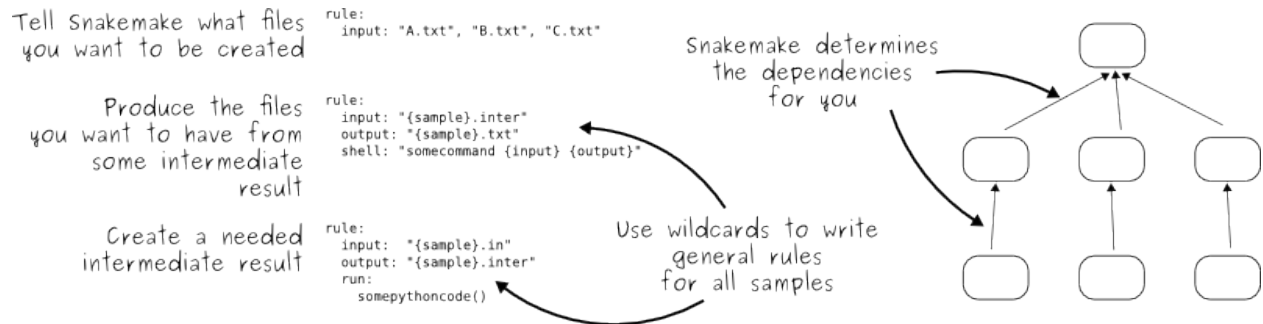 Tell Snakemake what files
you want to be created
rule:
  input: "A.txt", "B.txt", "C.txt"
Produce the files
you want to have from
some intermediate
result
rule:
  input: "{sample}.inter"
  output: "{sample}.txt"
  shell: "somecommand {input} {output}"
Create a needed
intermediate result
rule:
  input:  "{sample}.in"
  output: "{sample}.inter"
  run:
    somepythoncode()
Use wildcards to write
general rules
for all samples
Snakemake determines
the dependencies
for you